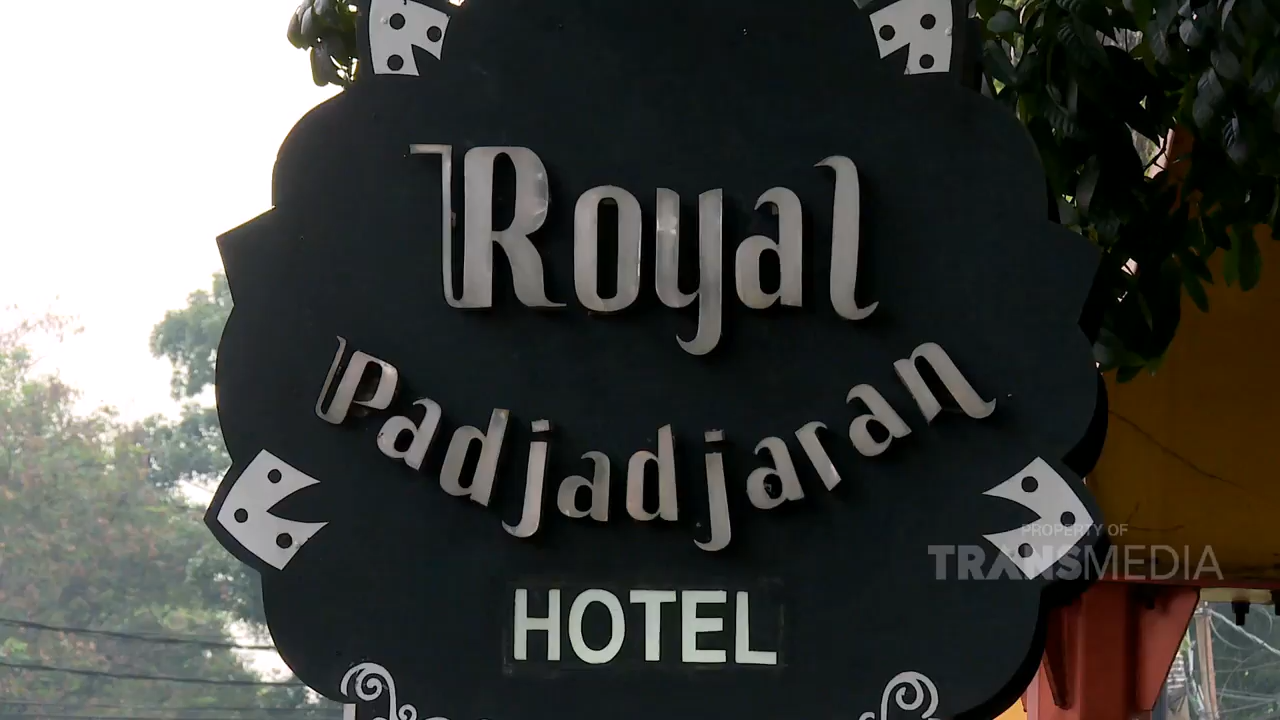 Royal
Padjadjaran
HOTEL
PROPERTY OF
TRANSMEDIA